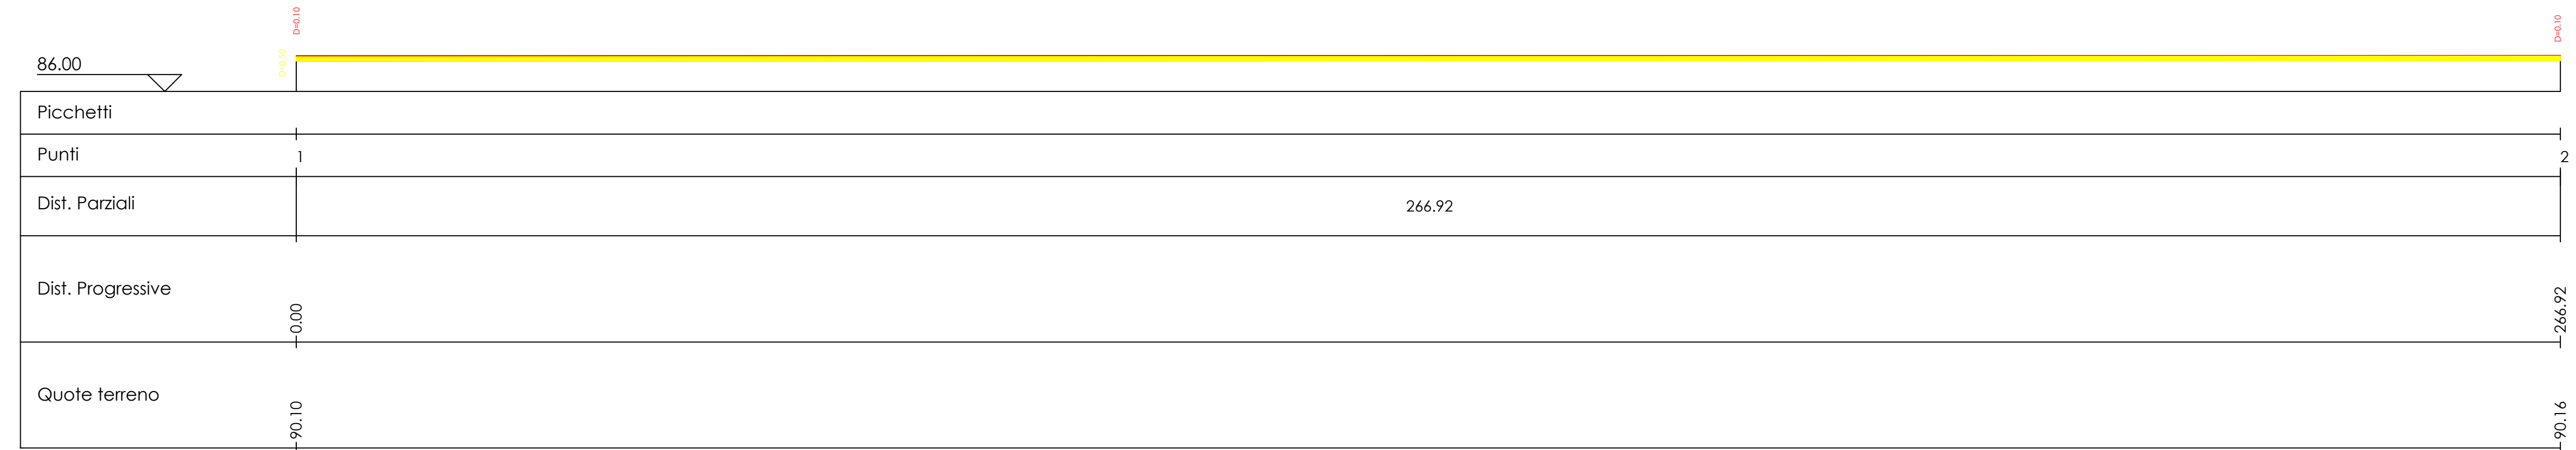 D=0.10
D=0.10
D=0.50
86.00
Picchetti
Punti
1
2
Dist. Parziali
266.92
Dist. Progressive
0.00
266.92
Quote terreno
90.10
90.16